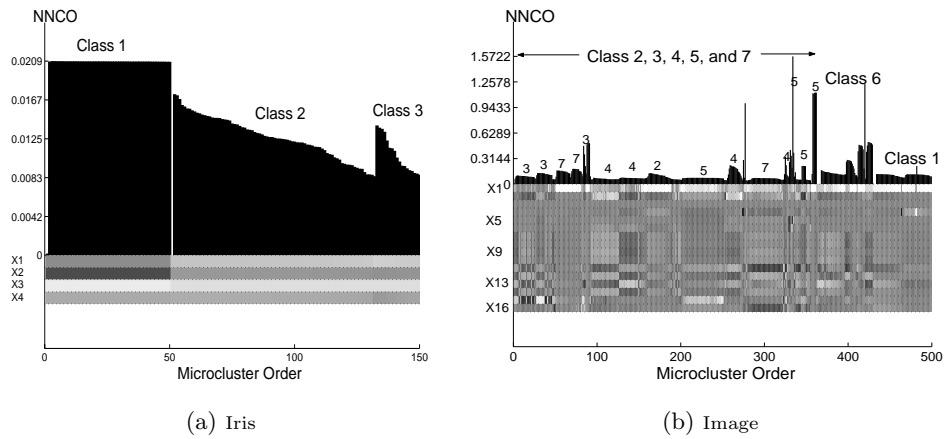 NNCO
0.0209
0.0167
0.0125
0.0083
0.0042
0
Class 1
Class 2
Class 3
X1
X2
X3
X4
0
50
100
150
Microcluster Order
(a) Iris
NNCO
1.5722
1.2578
0.9433
0.6289
0.3144
0
Class 2, 3, 4, 5, and 7
Class 6
Class 1
3
3
7
7
3
4
4
2
5
4
7
4
5
5
5
X1
X5
X9
X13
X16
0
100
200
300
400
500
Microcluster Order
(b) Image